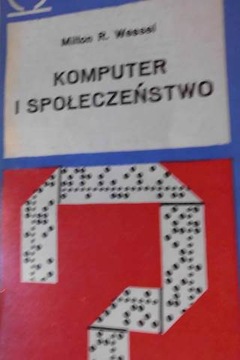 Milton R. Wessel
KOMPUTER
I SPOŁECZEŃSTWO